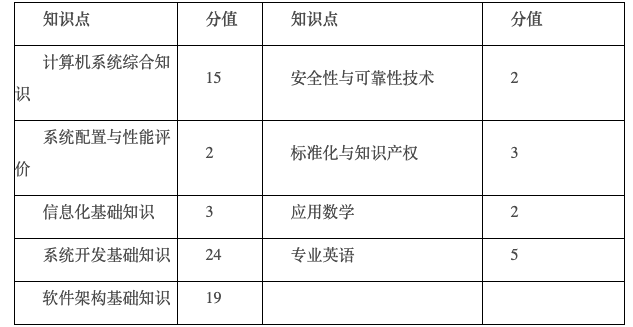 知识点 分值 知识点 分值
计算机系统综合知
识 15 安全性与可靠性技术 2
系统配置与性能评
价 2 标准化与知识产权 3
信息化基础知识 3 应用数学 2
系统开发基础知识 24 专业英语 5
软件架构基础知识 19